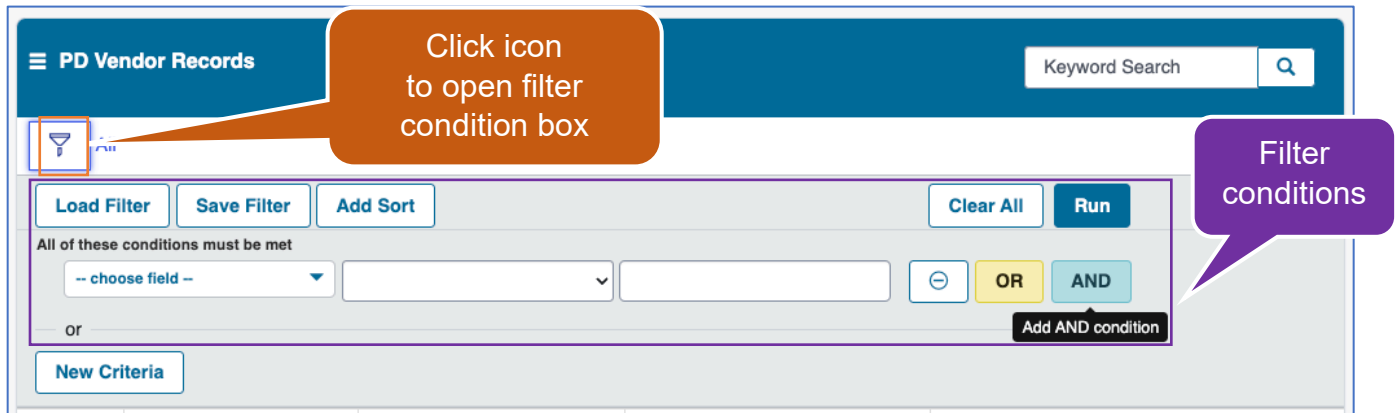 PD Vendor Records
Click icon
to open filter
condition box
Keyword Search
All
Filter
conditions
Load Filter
Save Filter
Add Sort
Clear All
Run
All of these conditions must be met
-- choose field --
OR
AND
or
Add AND condition
New Criteria